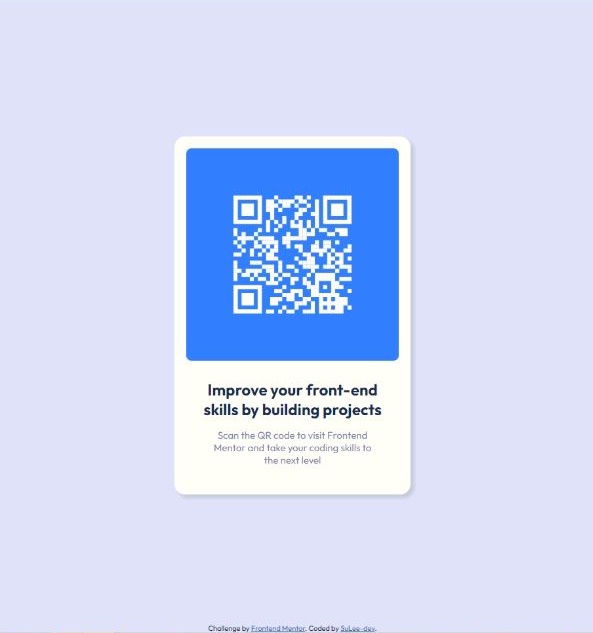 Improve your front-end
skills by building projects
Scan the QR code to visit Frontend
Mentor and take your coding skills to
the next level
Challenge by Frontend Mentor. Coded by SuLee-dev.